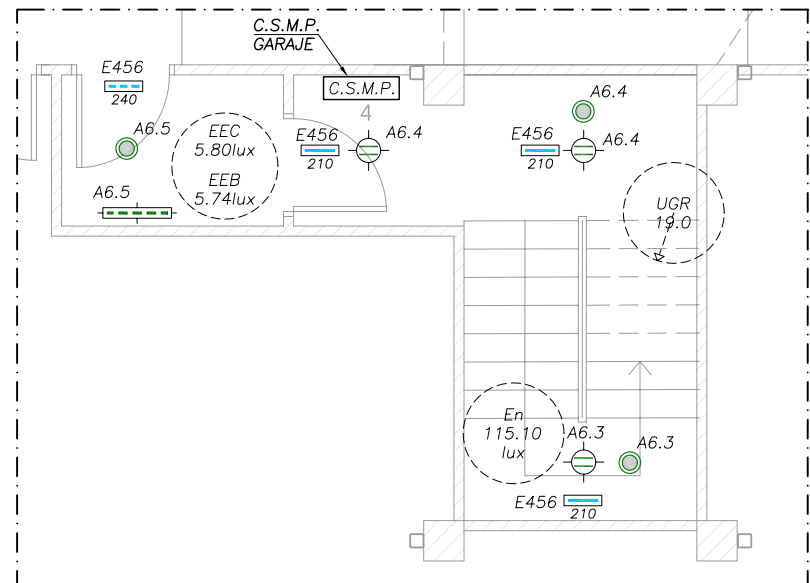 C.S.M.P.
GARAJE
E456
240
C.S.M.P.
4
A6.4
A6.5
EEC
5.80lux
EEB
5.74lux
E456
210
A6.4
E456
210
A6.4
A6.5
UGR
19.0
En
115.10
lux
A6.3
A6.3
E456
210